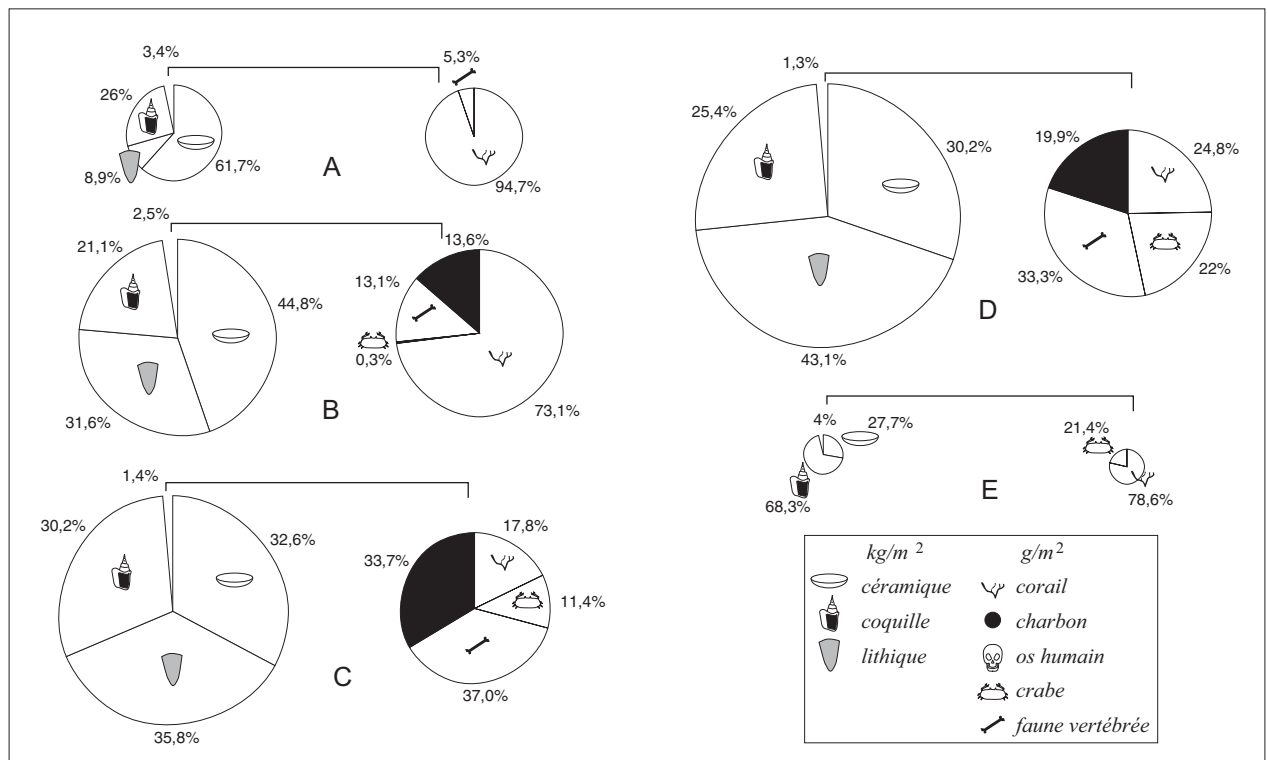 3,4%
5,3%
26%
8,9%
61,7%
A
94,7%
2,5%
21,1%
44,8%
31,6%
B
13,6%
13,1%
0,3%
73,1%
1,4%
30,2%
32,6%
35,8%
C
33,7%
17,8%
11,4%
37,0%
1,3%
25,4%
30,2%
43,1%
D
19,9%
24,8%
33,3%
22%
4%
27,7%
68,3%
E
21,4%
78,6%
kg/m 2
céramique
coquille
lithique
g/m2
corail
charbon
os humain
crabe
faune vertébrée